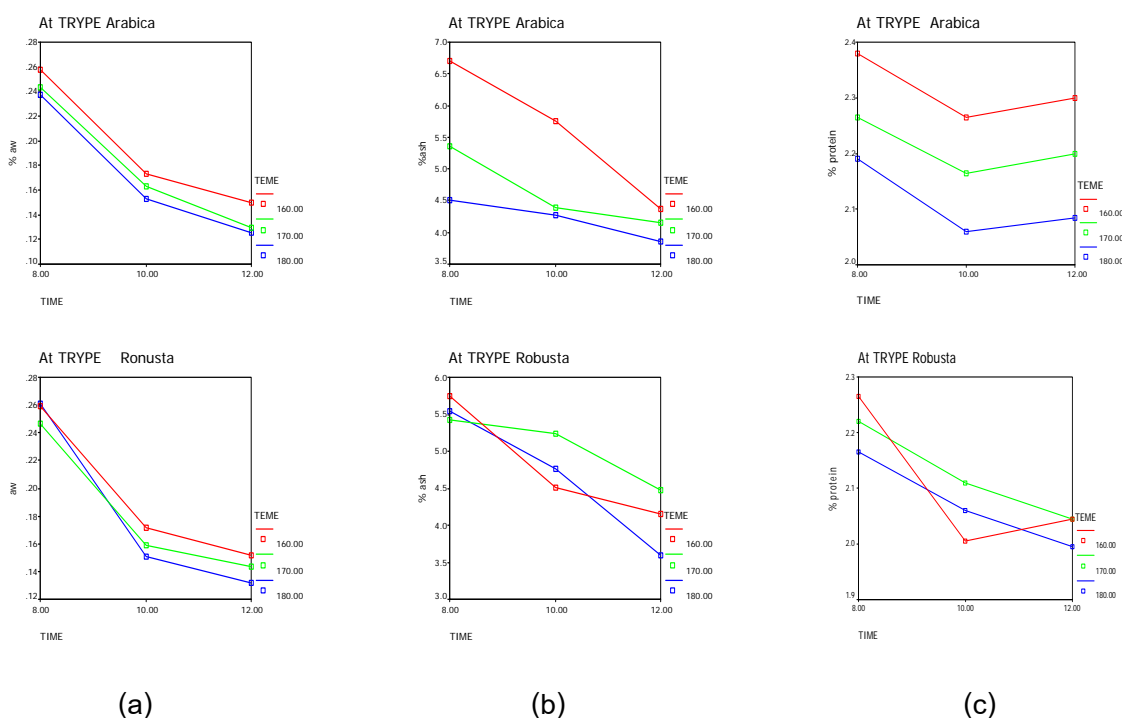 At TRYPE Arabica
.28
.26
.24
.22
.20
.18
.16
.14
.12
.10
% aw
8.00
10.00
12.00
TIME
TEME
160.00
170.00
180.00
At TRYPE Arabica
7.0
6.5
6.0
5.5
5.0
4.5
4.0
3.5
%ash
8.00
10.00
12.00
TIME
TEME
160.00
170.00
180.00
At TRYPE Arabica
2.4
2.3
2.2
2.1
2.0
% protein
8.00
10.00
12.00
TIME
TEME
160.00
170.00
180.00
At TRYPE Ronusta
.28
.26
.24
.22
.20
.18
.16
.14
.12
aw
8.00
10.00
12.00
TIME
TEME
160.00
170.00
180.00
At TRYPE Robusta
6.0
5.5
5.0
4.5
4.0
3.5
3.0
% ash
8.00
10.00
12.00
TIME
TEME
160.00
170.00
180.00
At TRYPE Robusta
2.3
2.2
2.1
2.0
1.9
% protein
8.00
10.00
12.00
TIME
TEME
160.00
170.00
180.00
(a)
(b)
(c)